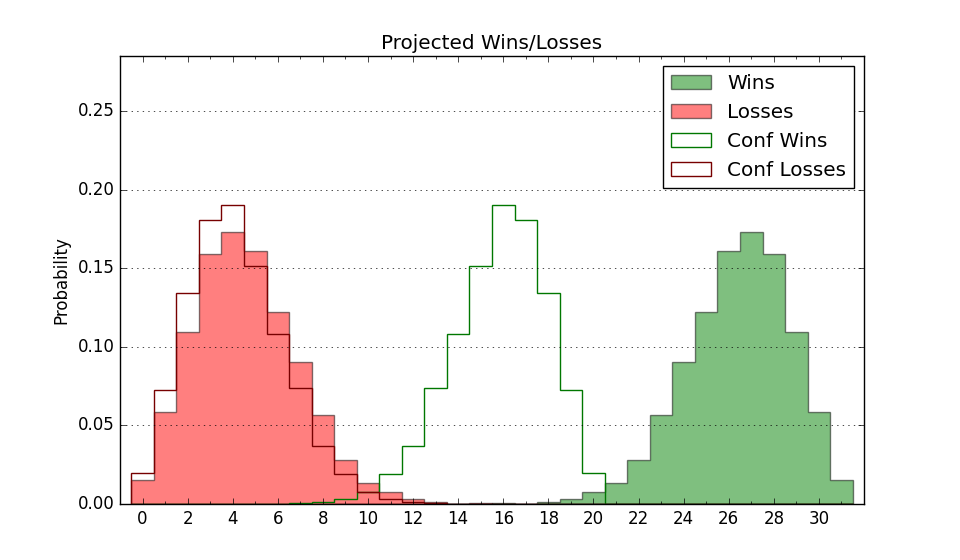 Projected Wins/Losses
Wins
Losses
Conf Wins
Conf Losses
Probability
0.25
0.20
0.15
0.10
0.05
0.00
0 2 4 6 8 10 12 14 16 18 20 22 24 26 28 30